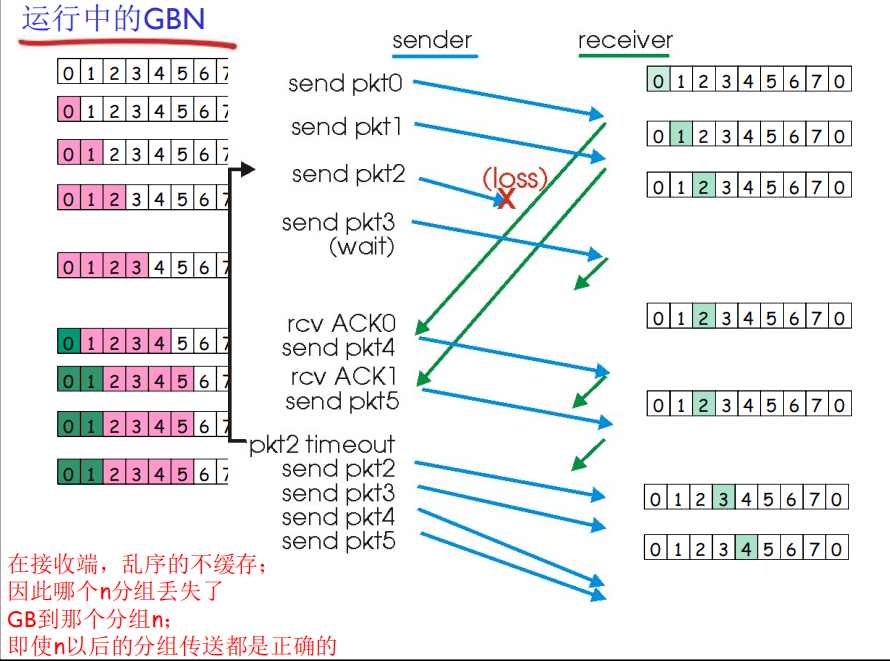 运行中的GBN
sender
receiver
0 1 2 3 4 5 6 7
0 1 2 3 4 5 6 7
0 1 2 3 4 5 6 7
0 1 2 3 4 5 6 7
0 1 2 3 4 5 6 7
0 1 2 3 4 5 6 7
0 1 2 3 4 5 6 7
0 1 2 3 4 5 6 7
0 1 2 3 4 5 6 7
send pkt0
send pkt1
send pkt2
(loss)
X
send pkt3
(wait)
rcv ACK0
send pkt4
rcv ACK1
send pkt5
pkt2 timeout
send pkt2
send pkt3
send pkt4
send pkt5
0 1 2 3 4 5 6 7 0
0 1 2 3 4 5 6 7 0
0 1 2 3 4 5 6 7 0
0 1 2 3 4 5 6 7 0
0 1 2 3 4 5 6 7 0
0 1 2 3 4 5 6 7 0
0 1 2 3 4 5 6 7 0
在接收端，乱序的不缓存；
因此哪个n分组丢失了
GB到那个分组n；
即使n以后的分组传送都是正确的